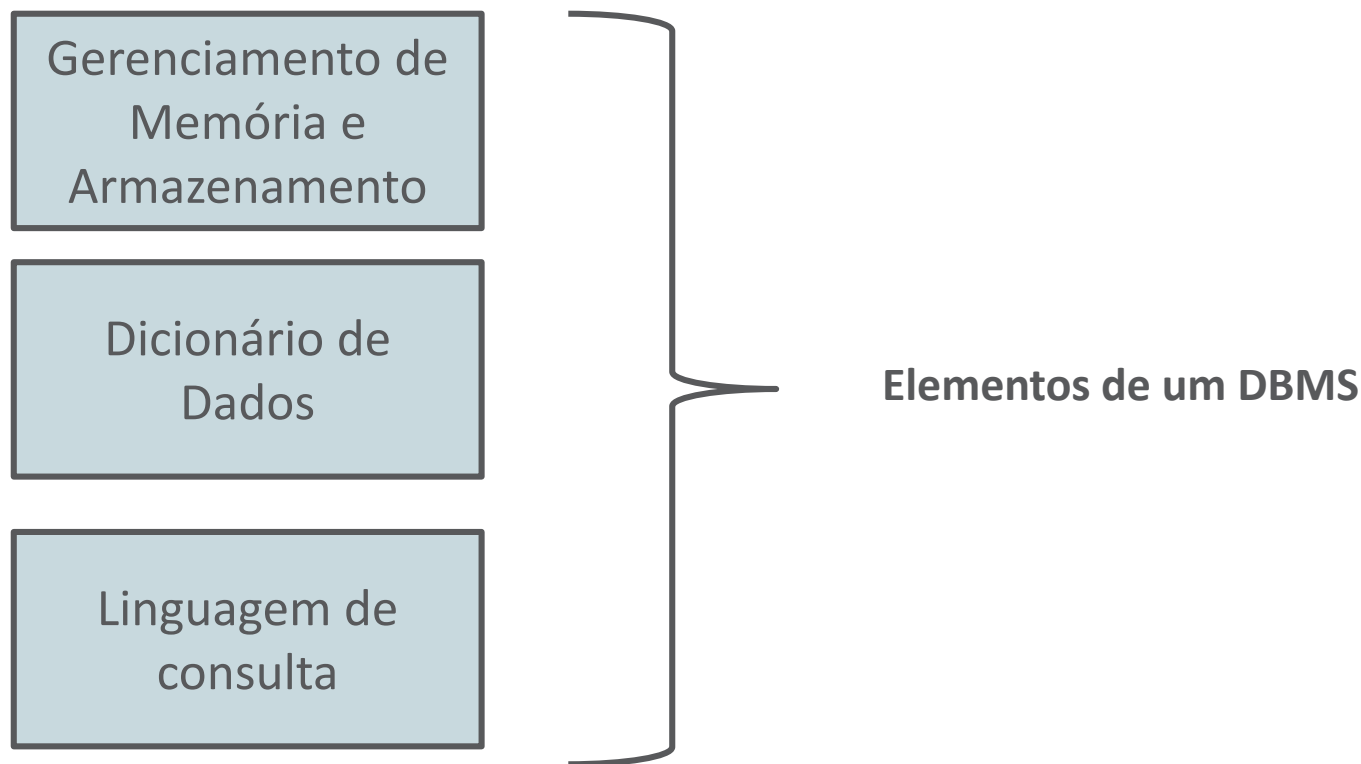 Gerenciamento de
Memória e
Armazenamento
Dicionário de
Dados
Linguagem de
consulta
Elementos de um DBMS